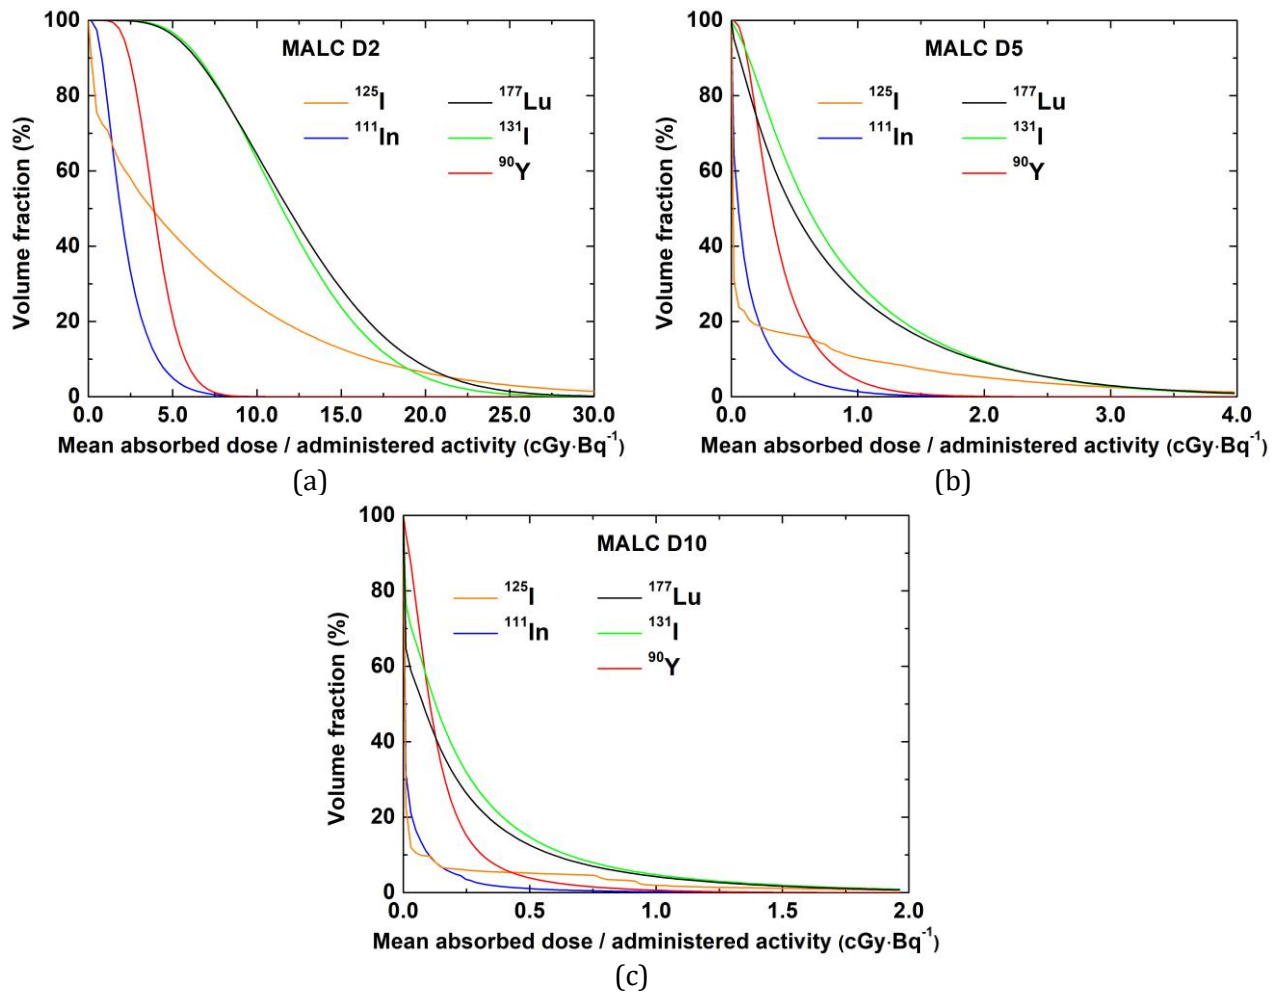 MALC D2
¹²⁵I
¹⁷⁷Lu
¹¹¹In
¹³¹I
⁹⁰Y
Volume fraction (%)
100
80
60
40
20
0
0.0 5.0 10.0 15.0 20.0 25.0 30.0
Mean absorbed dose / administered activity (cGy·Bq⁻¹)
(a)
MALC D5
¹²⁵I
¹⁷⁷Lu
¹¹¹In
¹³¹I
⁹⁰Y
Volume fraction (%)
100
80
60
40
20
0
0.0 1.0 2.0 3.0 4.0
Mean absorbed dose / administered activity (cGy·Bq⁻¹)
(b)
MALC D10
¹²⁵I
¹⁷⁷Lu
¹¹¹In
¹³¹I
⁹⁰Y
Volume fraction (%)
100
80
60
40
20
0
0.0 0.5 1.0 1.5 2.0
Mean absorbed dose / administered activity (cGy·Bq⁻¹)
(c)